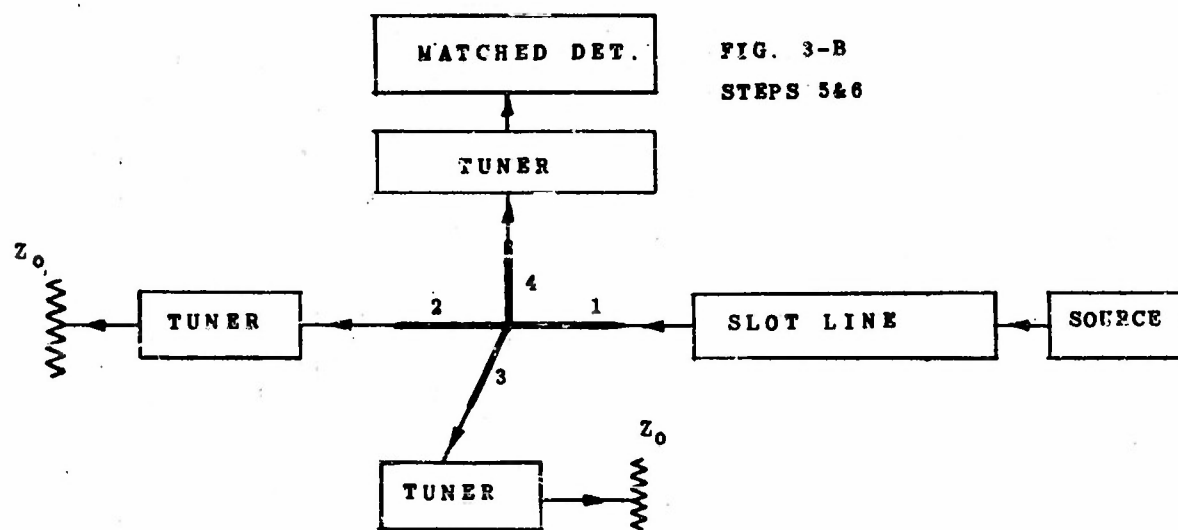 MATCHED DET.
FIG. 3-B
STEPS 5&6
TUNER
Z₀
4
2
1
TUNER
SLOT LINE
SOURCE
3
Z₀
TUNER